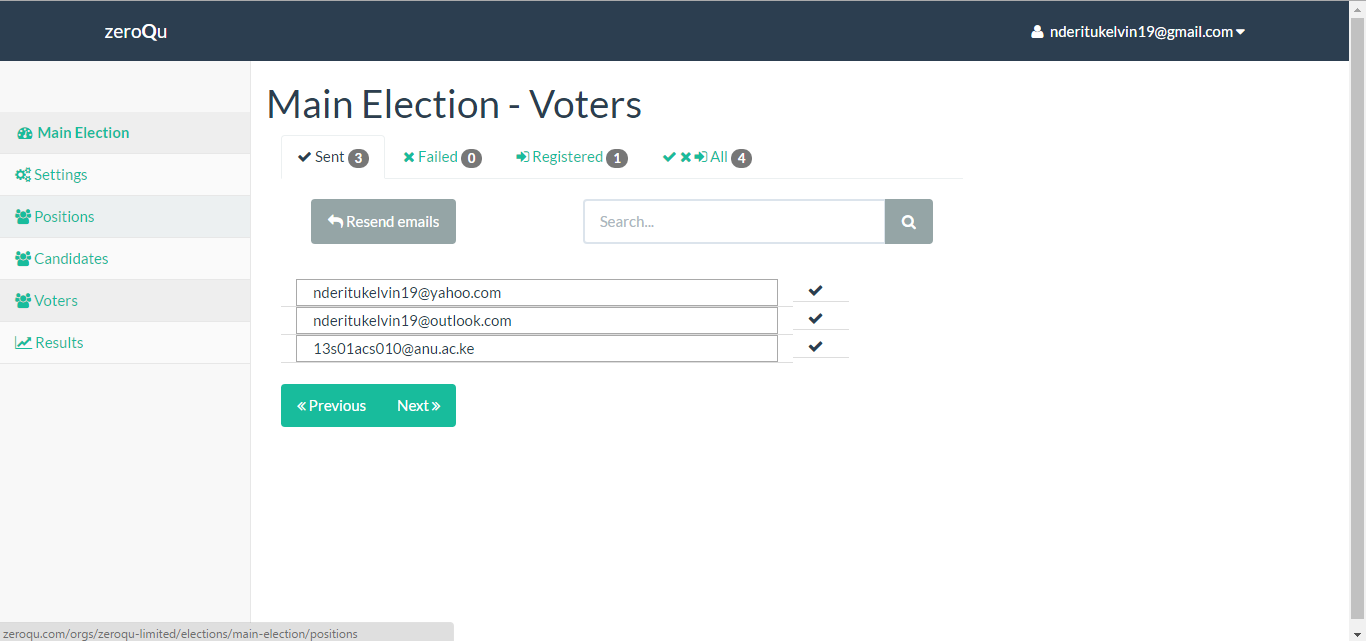 zeroQu
nderitukelvin19@gmail.com
Main Election - Voters
Main Election
Settings
Positions
Candidates
Voters
Results
Sent 3
Failed 0
Registered 1
All 4
Resend emails
Search...
nderitukelvin19@yahoo.com
nderitukelvin19@outlook.com
13s01acs010@anu.ac.ke
« Previous
Next »
zeroqu.com/orgs/zeroqu-limited/elections/main-election/positions